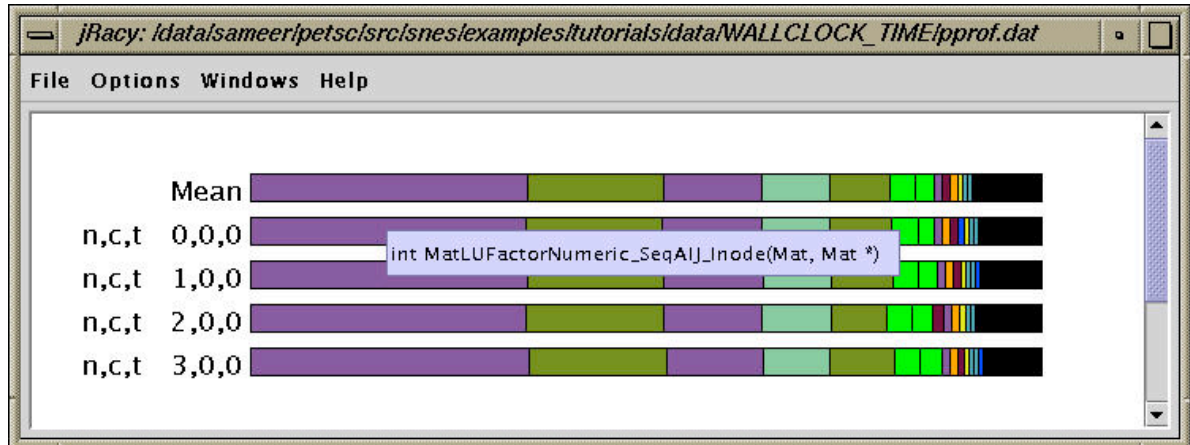 jRacy: /data/sameer/petsc/src/snes/examples/tutorials/data/WALLCLOCK_TIME/pprof.dat
File Options Windows Help
Mean
n,c,t 0,0,0
int MatLUFactorNumeric_SeqAIJ_Inode(Mat, Mat *)
n,c,t 1,0,0
n,c,t 2,0,0
n,c,t 3,0,0